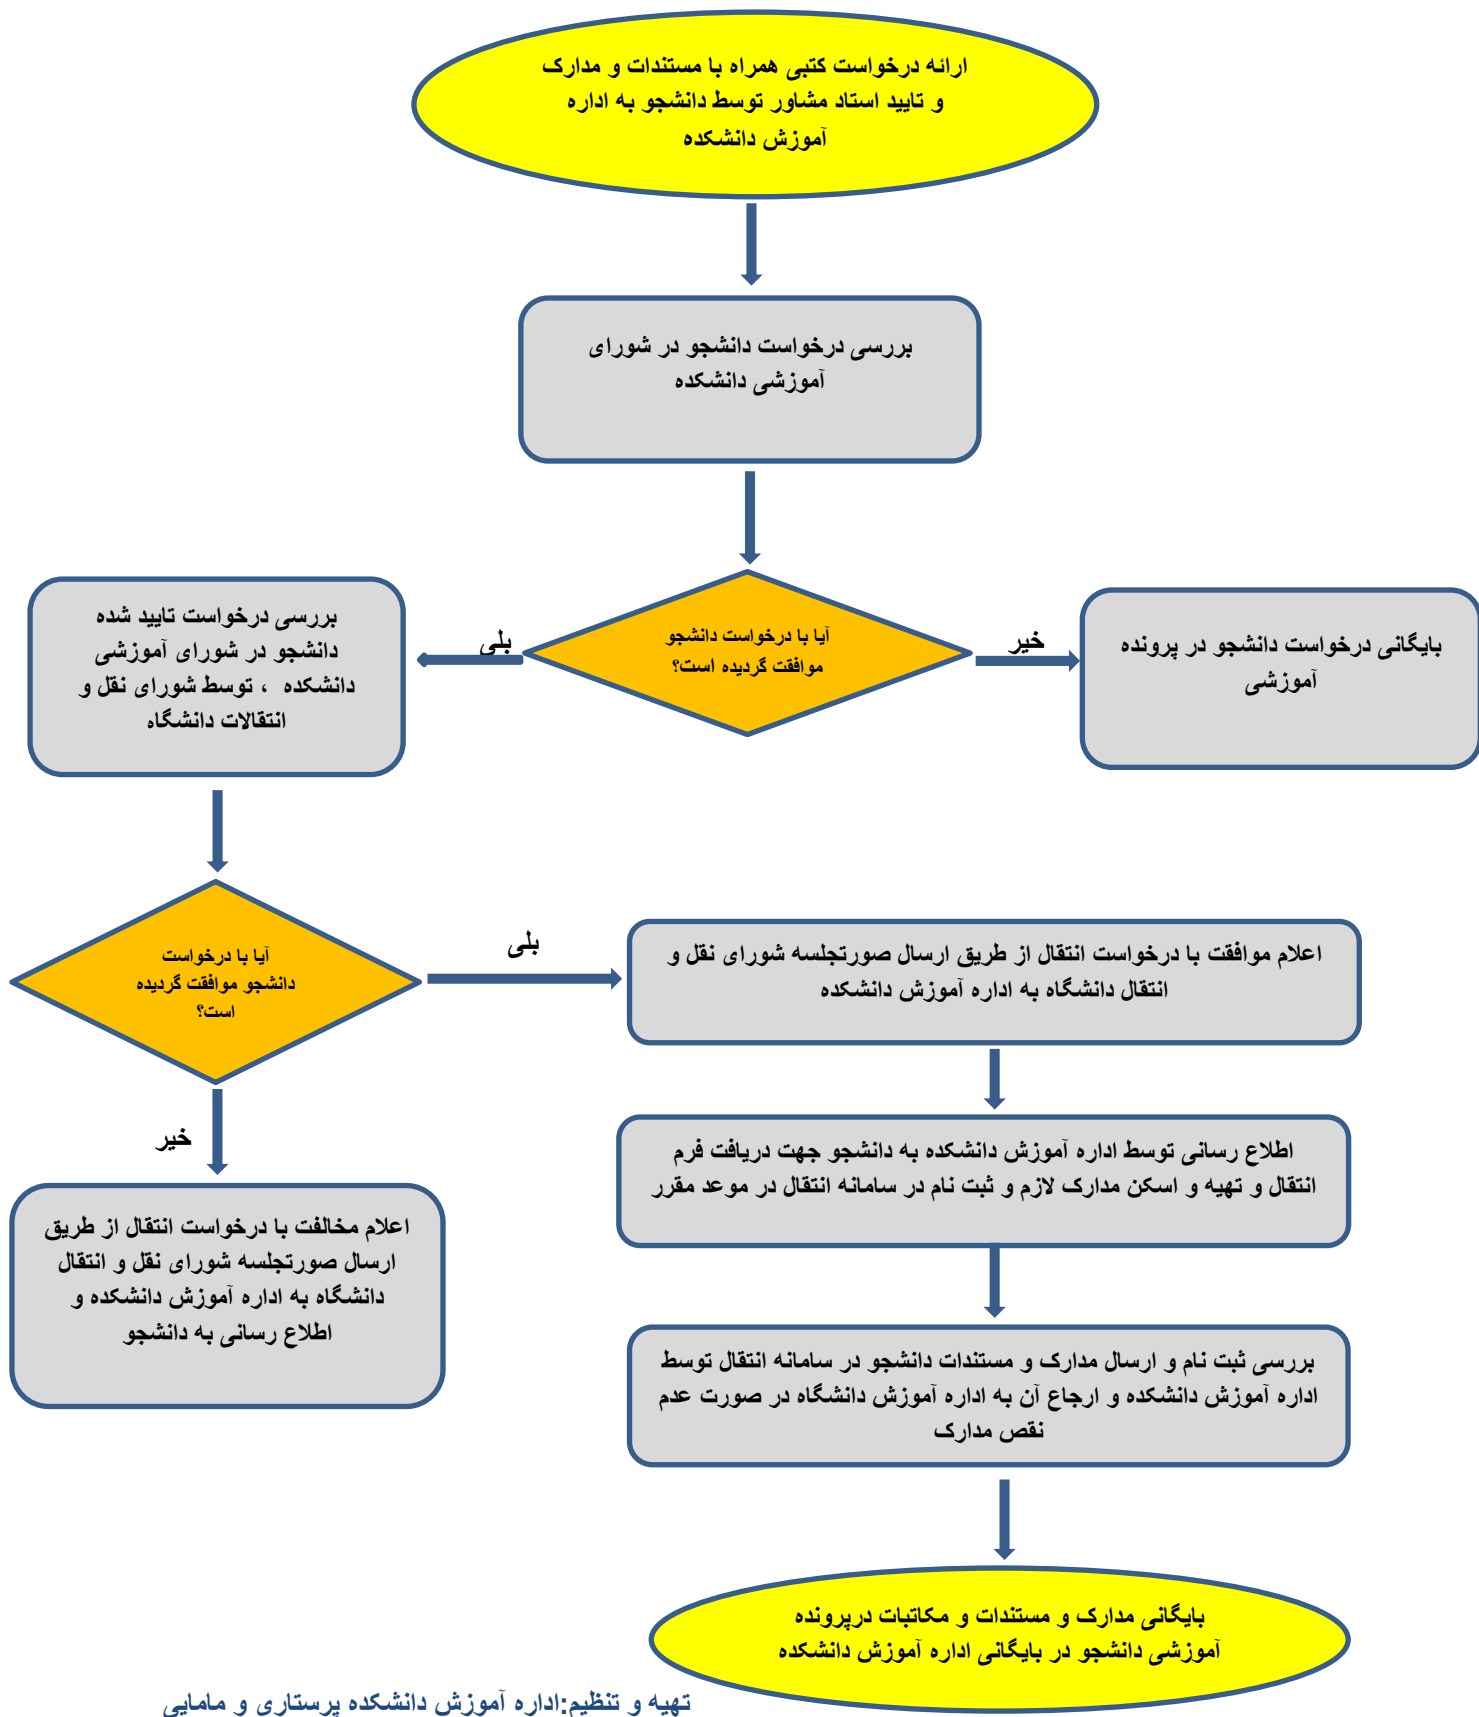 ارائه درخواست کتبی همراه با مستندات و مدارک
و تایید استاد مشاور توسط دانشجو به اداره
آموزش دانشکده
بررسی درخواست دانشجو در شورای
آموزشی دانشکده
آیا با درخواست دانشجو
موافقت گردیده است؟
خیر
بایگانی درخواست دانشجو در پرونده
آموزشی
بلی
بررسی درخواست تایید شده
دانشجو در شورای آموزشی
دانشکده ، توسط شورای نقل و
انتقالات دانشگاه
آیا با درخواست
دانشجو موافقت گردیده
است؟
بلی
اعلام موافقت با درخواست انتقال از طریق ارسال صورتجلسه شورای نقل و
انتقال دانشگاه به اداره آموزش دانشکده
خیر
اعلام مخالفت با درخواست انتقال از طریق
ارسال صورتجلسه شورای نقل و انتقال
دانشگاه به اداره آموزش دانشکده و
اطلاع رسانی به دانشجو
اطلاع رسانی توسط اداره آموزش دانشکده به دانشجو جهت دریافت فرم
انتقال و تهیه و اسکن مدارک لازم و ثبت نام در سامانه انتقال در موعد مقرر
بررسی ثبت نام و ارسال مدارک و مستندات دانشجو در سامانه انتقال توسط
اداره آموزش دانشکده و ارجاع آن به اداره آموزش دانشگاه در صورت عدم
نقص مدارک
بایگانی مدارک و مستندات و مکاتبات درپرونده
آموزشی دانشجو در بایگانی اداره آموزش دانشکده
تهیه و تنظیم:اداره آموزش دانشکده پرستاری و مامایی